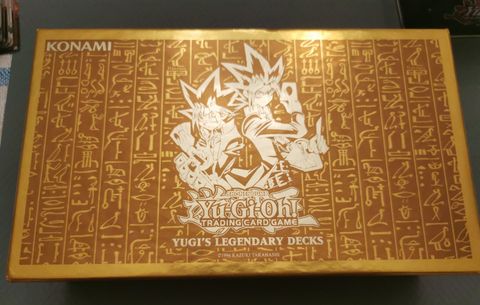 KONAMI
Yu-Gi-Oh!
TRADING CARD GAME
YUGI'S LEGENDARY DECKS
©1996 KAZUKI TAKAHASHI